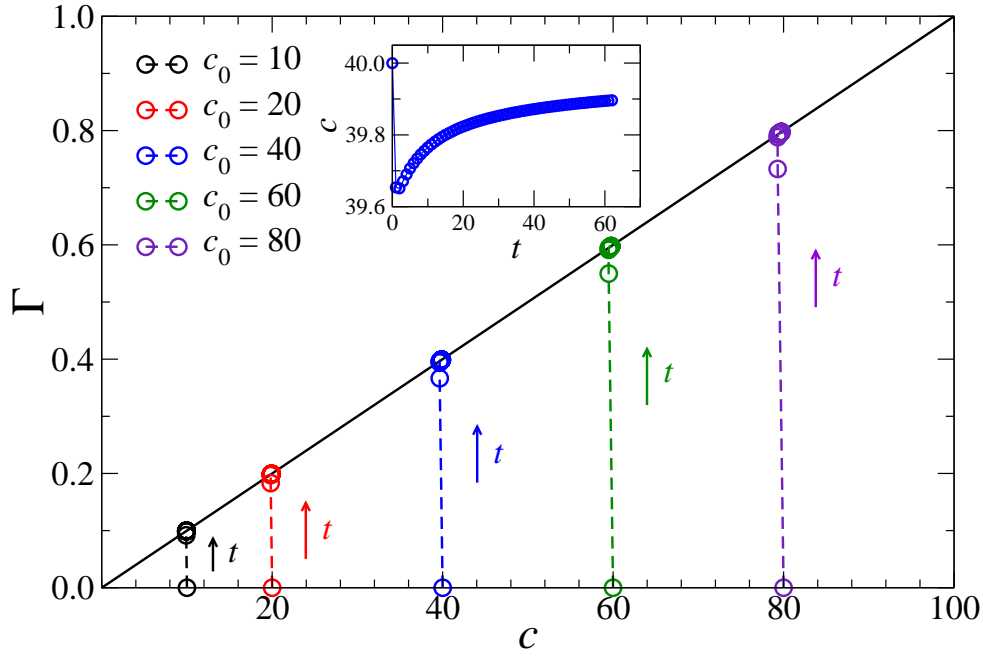 1.0
0.8
0.6
0.4
0.2
0.0
Γ
c₀ = 10
c₀ = 20
c₀ = 40
c₀ = 60
c₀ = 80
40.0
39.8
39.6
c
0 20 40 60
t
t
t
t
t
t
20 40 60 80 100
c